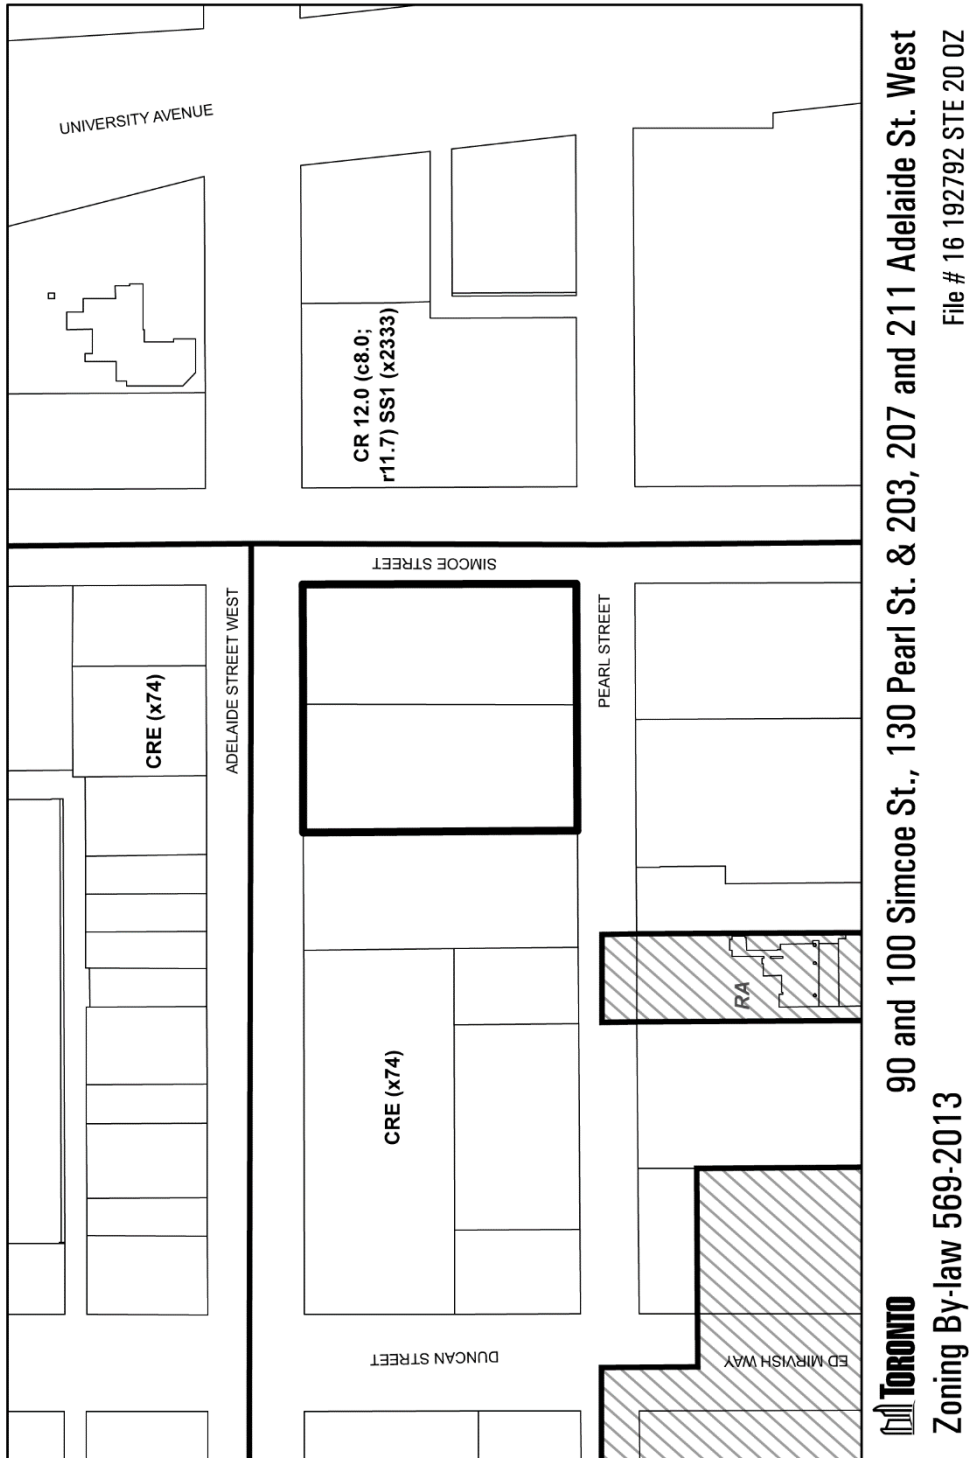 UNIVERSITY AVENUE
CR 12.0 (c8.0;
r11.7) SS1 (x2333)
SIMCOE STREET
ADELAIDE STREET WEST
CRE (x74)
PEARL STREET
CRE (x74)
RA
DUNCAN STREET
ED MIRVISH WAY
TORONTO
Zoning By-law 569-2013
90 and 100 Simcoe St., 130 Pearl St. & 203, 207 and 211 Adelaide St. West
File # 16 192792 STE 20 OZ